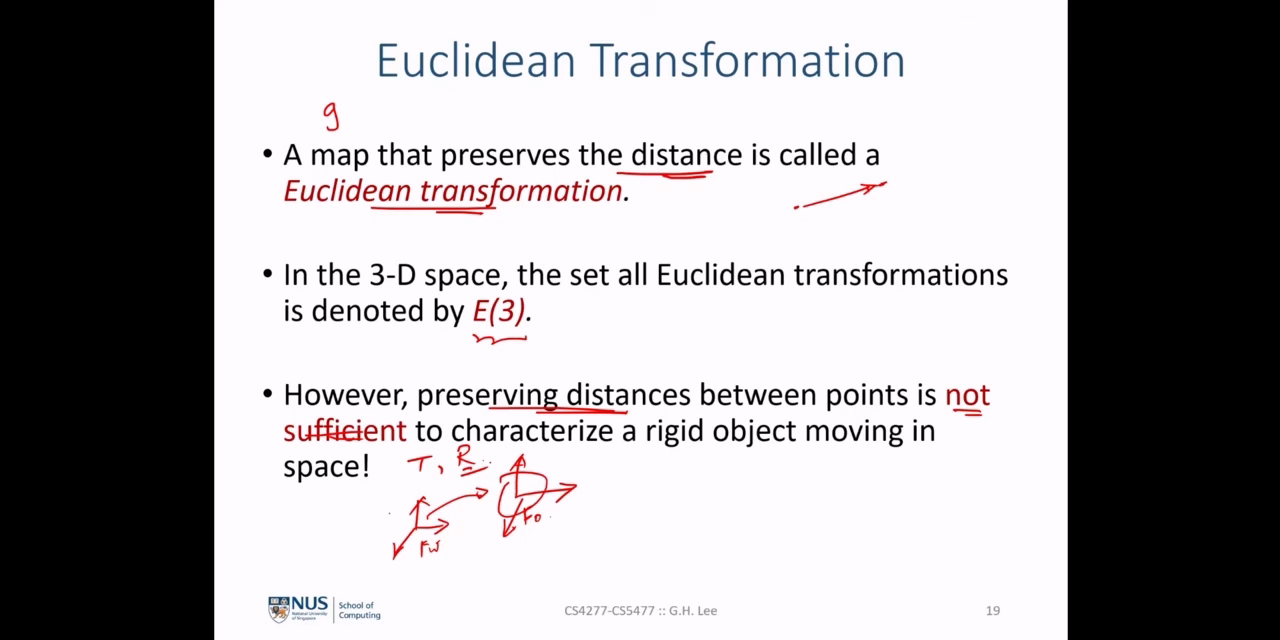 Euclidean Transformation
g
• A map that preserves the distance is called a
Euclidean transformation.
• In the 3-D space, the set all Euclidean transformations
is denoted by E(3).
• However, preserving distances between points is not
sufficient to characterize a rigid object moving in
space!
T, R
Fo
Fw
NUS
National University
of Singapore
School of
Computing
CS4277-CS5477 :: G.H. Lee
19